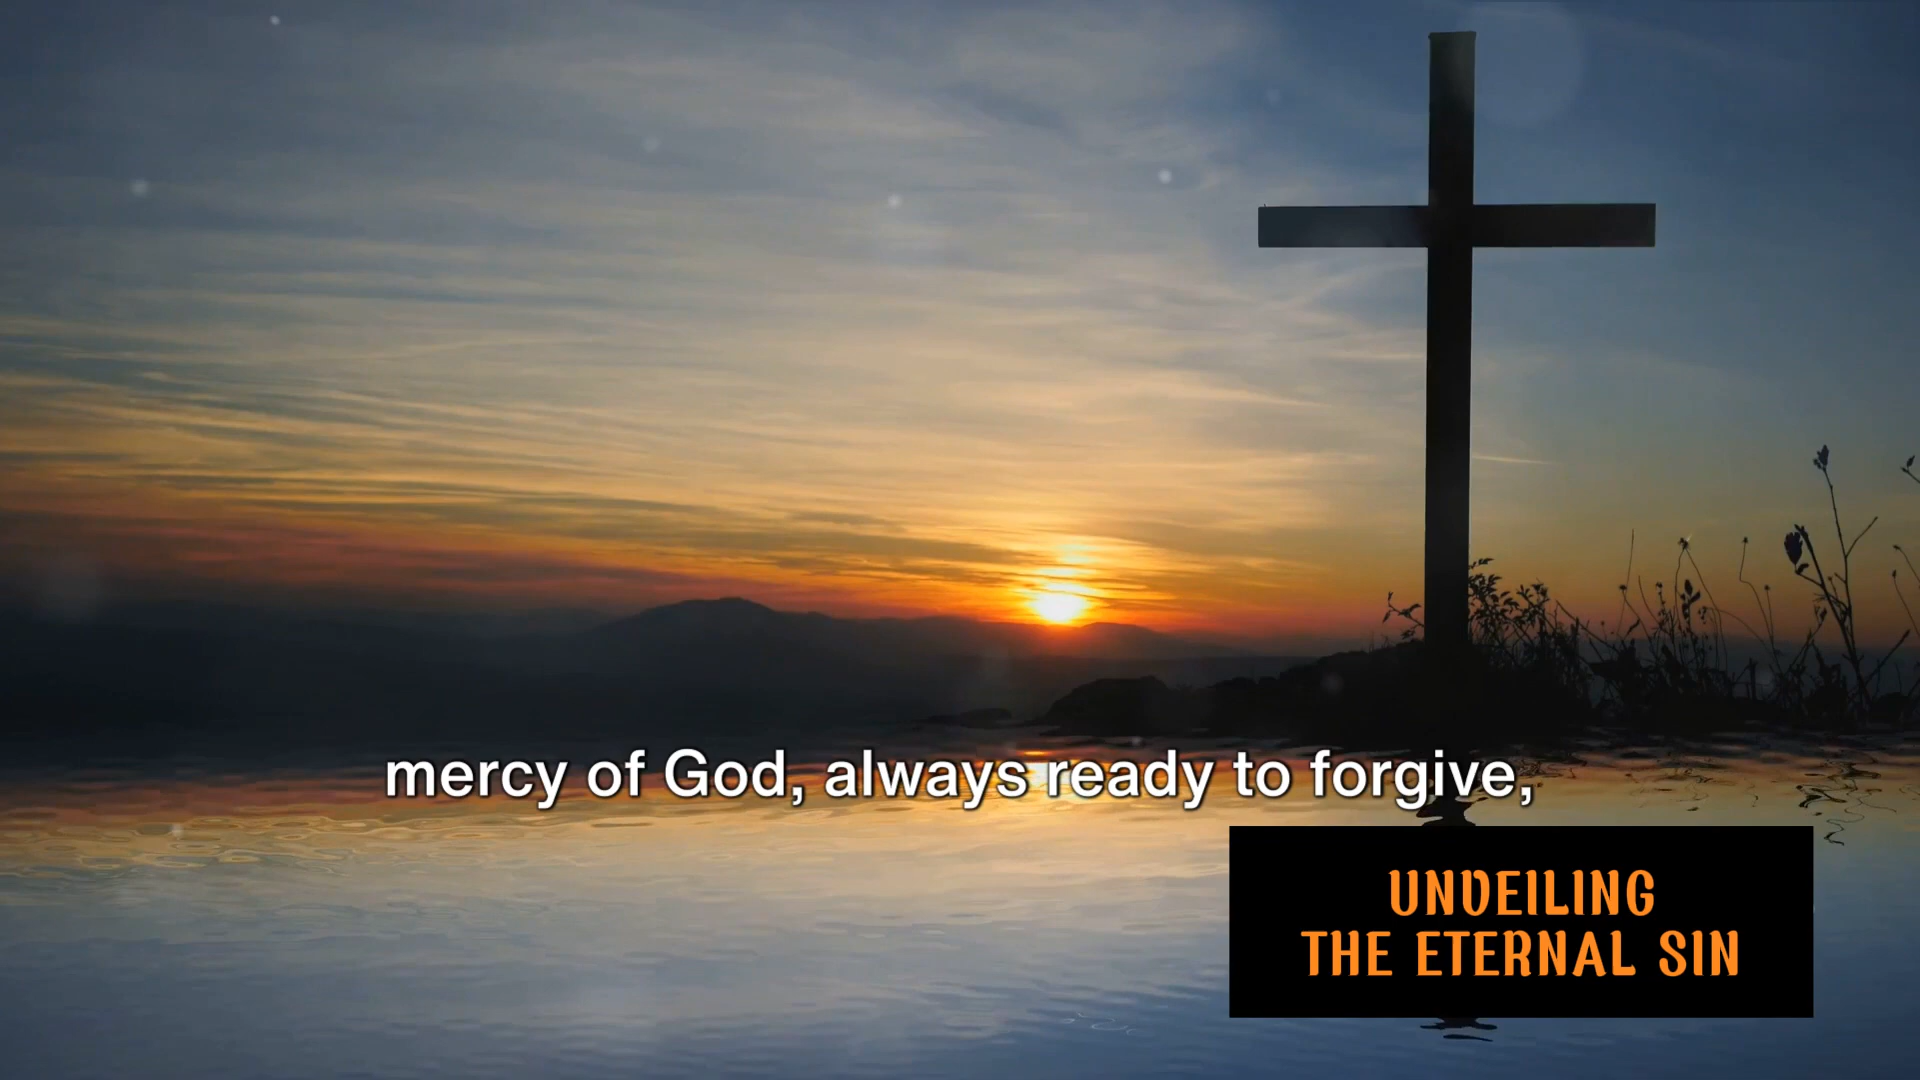 mercy of God, always ready to forgive,
UNVEILING
THE ETERNAL SIN